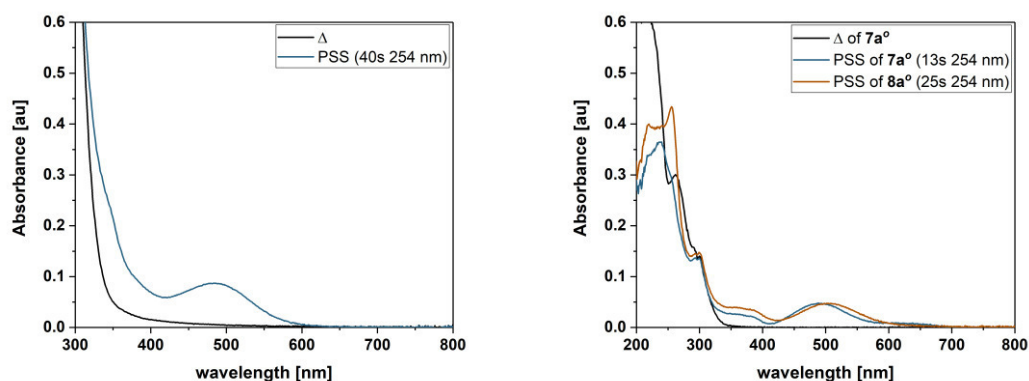 0.6
0.5
0.4
0.3
0.2
0.1
0.0
300 400 500 600 700 800
Absorbance [au]
wavelength [nm]
Δ
PSS (40s 254 nm)
0.6
0.5
0.4
0.3
0.2
0.1
0.0
200 300 400 500 600 700 800
Absorbance [au]
wavelength [nm]
Δ of 7aº
PSS of 7aº (13s 254 nm)
PSS of 8aº (25s 254 nm)